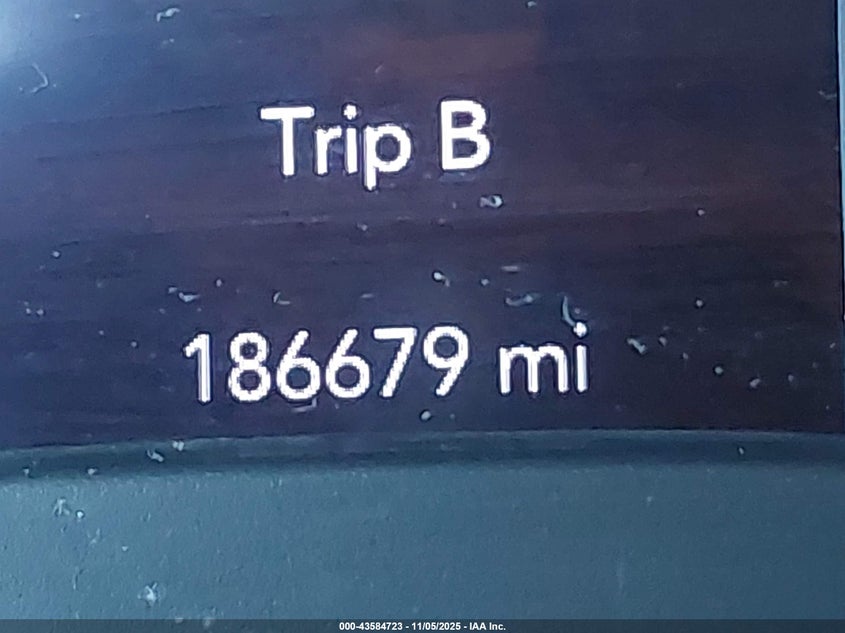 Trip B
186679 mi
000-43584723 - 11/05/2025 - IAA Inc.